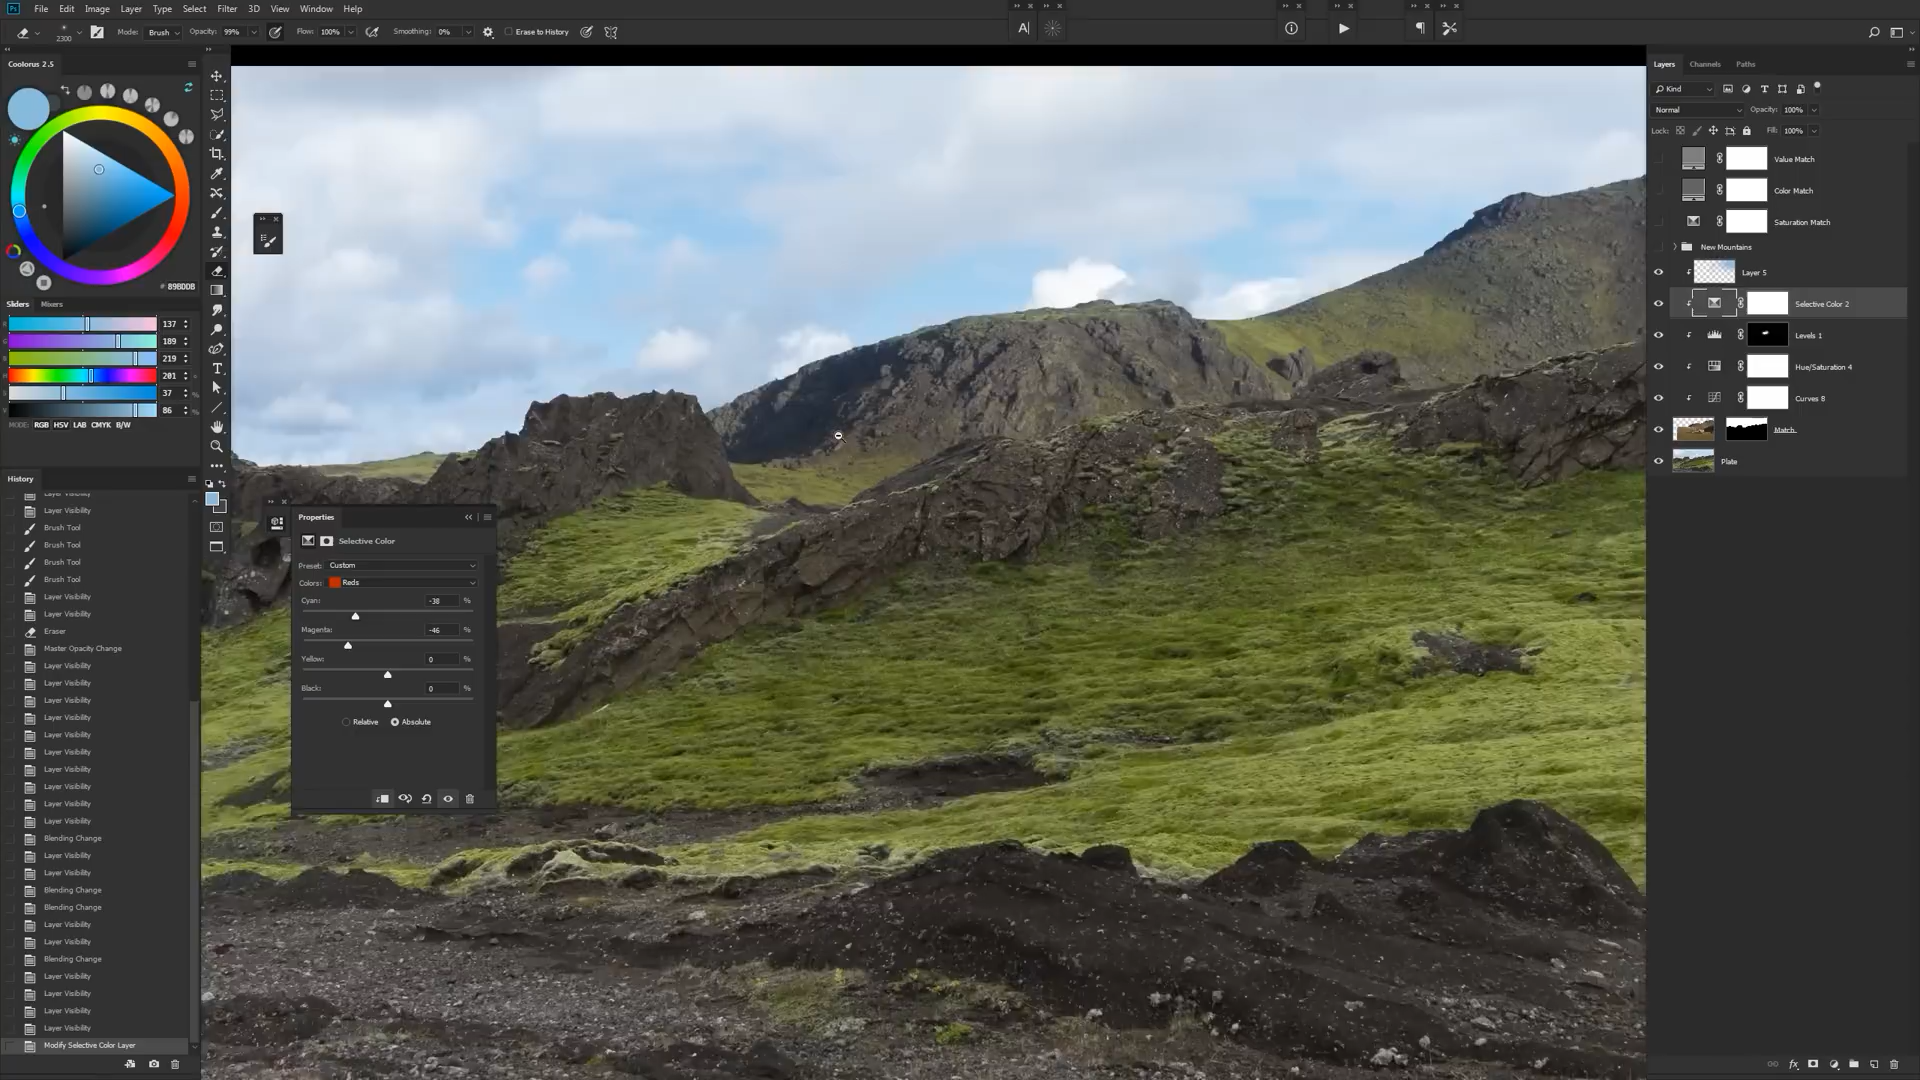 Ps File Edit Image Layer Type Select Filter 3D View Window Help
2300 Mode: Brush Opacity: 99% Flow: 100% Smoothing: 0% Erase to History
Coolorus 2.5
# 89BDDB
Sliders Mixers
R 137
G 189
B 219
H 201
S 37 %
V 86 %
MODE: RGB HSV LAB CMYK B/W
History
Layer Visibility
Layer Visibility
Brush Tool
Brush Tool
Brush Tool
Brush Tool
Layer Visibility
Layer Visibility
Eraser
Master Opacity Change
Layer Visibility
Layer Visibility
Layer Visibility
Layer Visibility
Layer Visibility
Layer Visibility
Layer Visibility
Layer Visibility
Layer Visibility
Layer Visibility
Blending Change
Layer Visibility
Layer Visibility
Blending Change
Blending Change
Layer Visibility
Layer Visibility
Blending Change
Layer Visibility
Layer Visibility
Layer Visibility
Layer Visibility
Modify Selective Color Layer
Properties
Selective Color
Preset: Custom
Colors: Reds
Cyan: -38 %
Magenta: -46 %
Yellow: 0 %
Black: 0 %
Relative Absolute
Layers Channels Paths
Kind
Normal Opacity: 100%
Lock: Fill: 100%
Value Match
Color Match
Saturation Match
New Mountains
Layer 5
Selective Color 2
Levels 1
Hue/Saturation 4
Curves 8
Match
Plate
fx